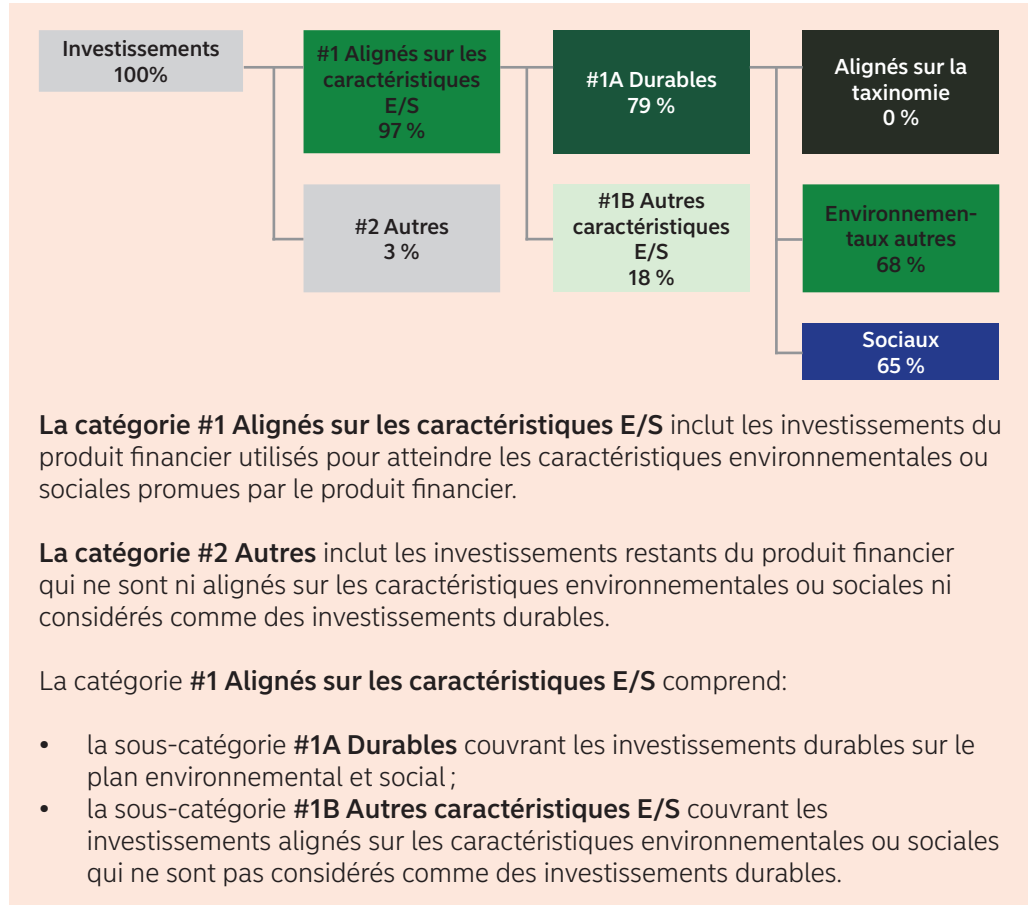 Investissements
100%
#1 Alignés sur les
caractéristiques
E/S
97 %
#2 Autres
3 %
#1A Durables
79 %
#1B Autres
caractéristiques
E/S
18 %
Alignés sur la
taxinomie
0 %
Environnemen-
taux autres
68 %
Sociaux
65 %
La catégorie #1 Alignés sur les caractéristiques E/S inclut les investissements du
produit financier utilisés pour atteindre les caractéristiques environnementales ou
sociales promues par le produit financier.
La catégorie #2 Autres inclut les investissements restants du produit financier
qui ne sont ni alignés sur les caractéristiques environnementales ou sociales ni
considérés comme des investissements durables.
La catégorie #1 Alignés sur les caractéristiques E/S comprend:
• la sous-catégorie #1A Durables couvrant les investissements durables sur le
plan environnemental et social ;
• la sous-catégorie #1B Autres caractéristiques E/S couvrant les
investissements alignés sur les caractéristiques environnementales ou sociales
qui ne sont pas considérés comme des investissements durables.